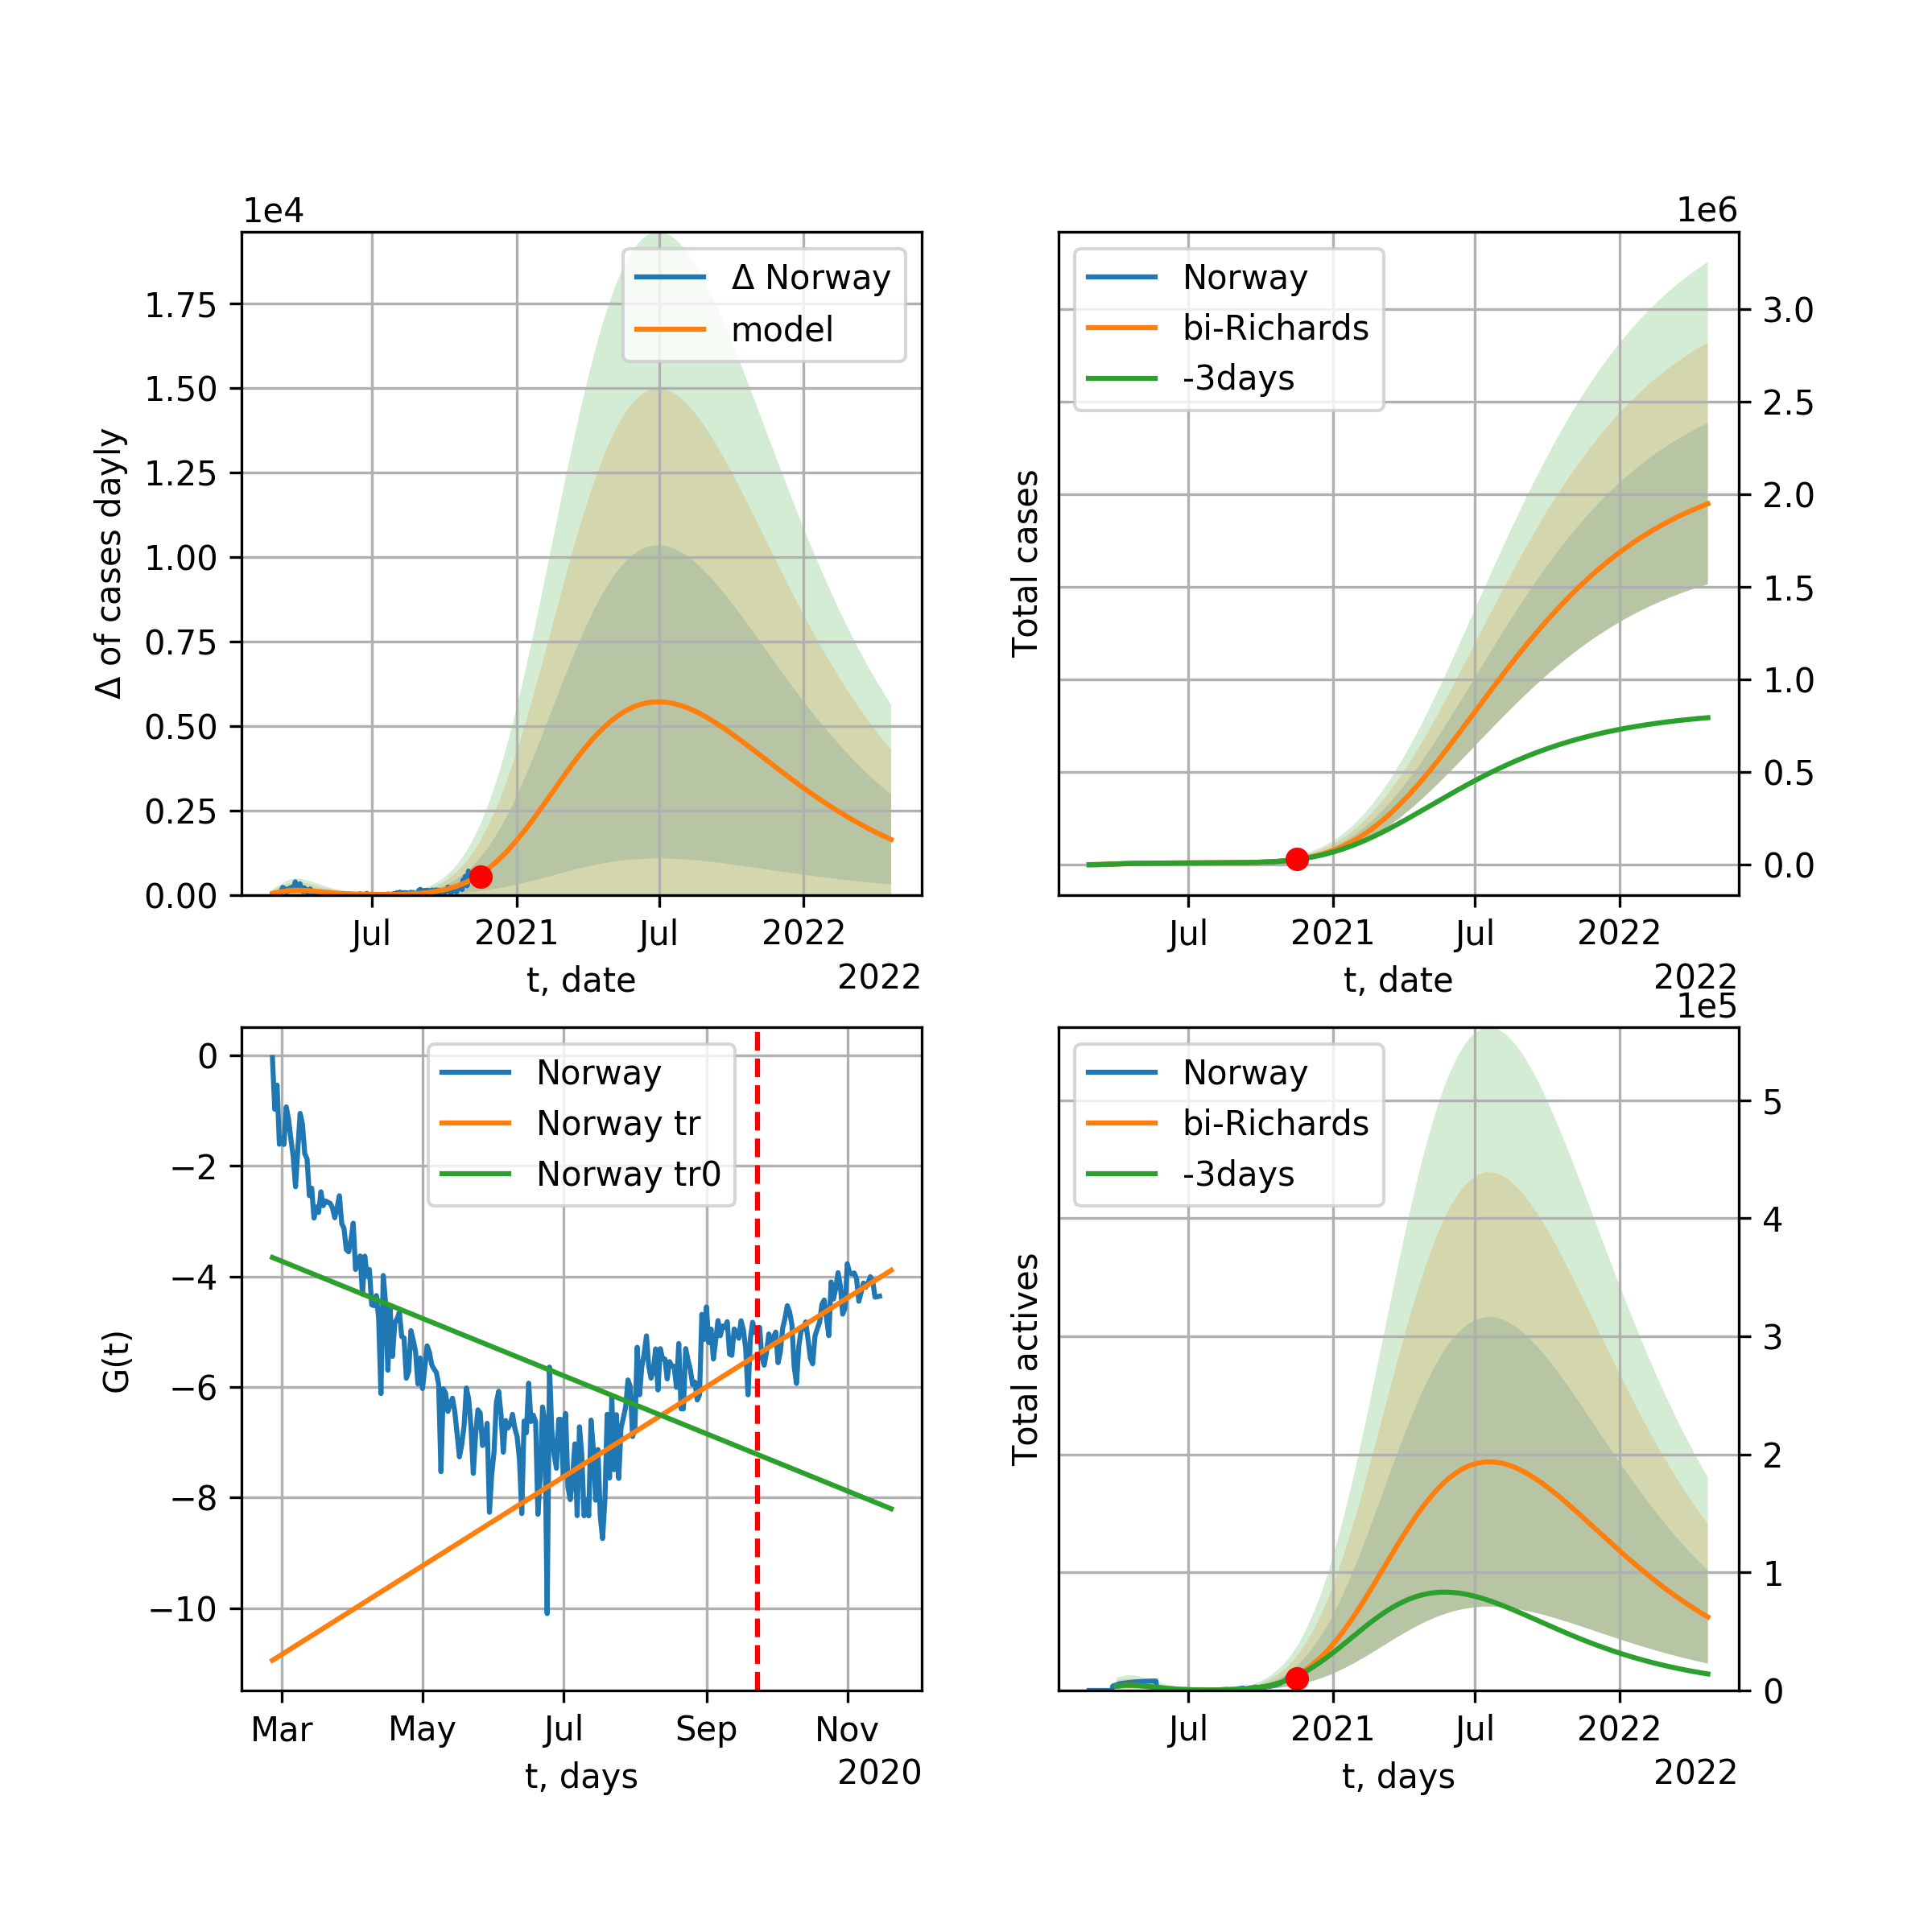 1e4
Δ Norway
model
1.75
1.50
1.25
1.00
0.75
0.50
0.25
0.00
Δ of cases dayly
Jul
2021
Jul
2022
t, date
2022
1e6
Norway
bi-Richards
-3days
3.0
2.5
2.0
1.5
1.0
0.5
0.0
Total cases
Jul
2021
Jul
2022
t, date
2022
Norway
Norway tr
Norway tr0
0
−2
−4
−6
−8
−10
G(t)
Mar
May
Jul
Sep
Nov
t, days
2020
1e5
Norway
bi-Richards
-3days
5
4
3
2
1
0
Total actives
Jul
2021
Jul
2022
t, days
2022